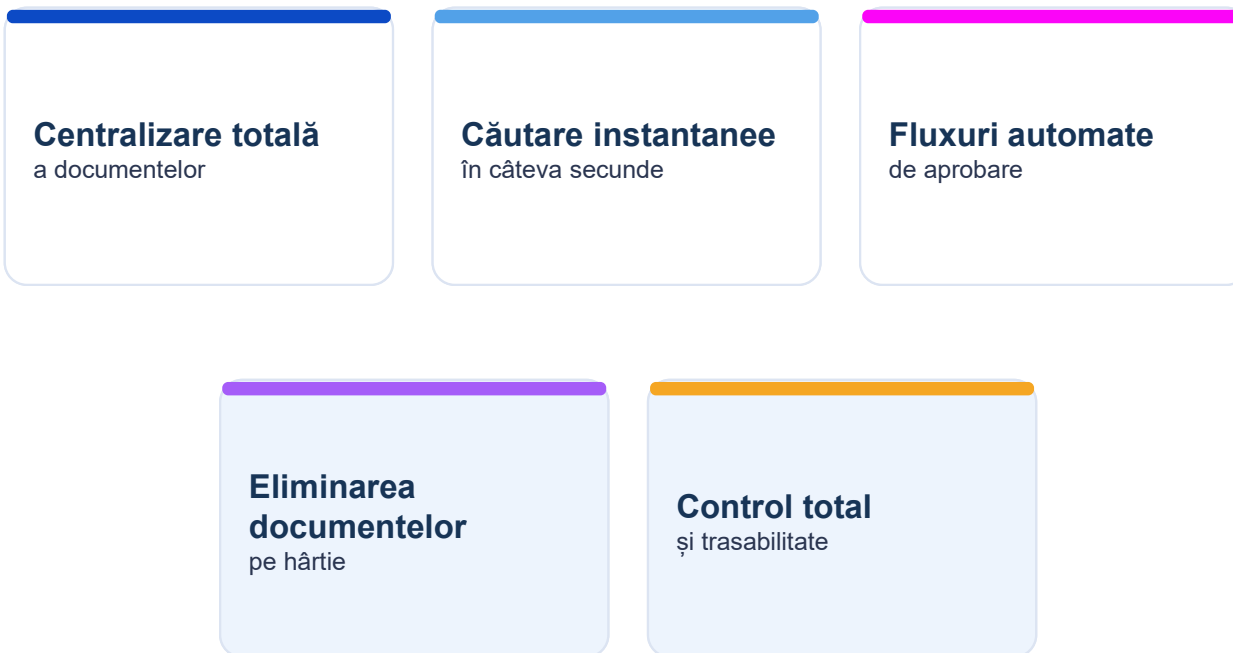 Centralizare totală
a documentelor
Căutare instantanee
în câteva secunde
Fluxuri automate
de aprobare
Eliminarea
documentelor
pe hârtie
Control total
și trasabilitate